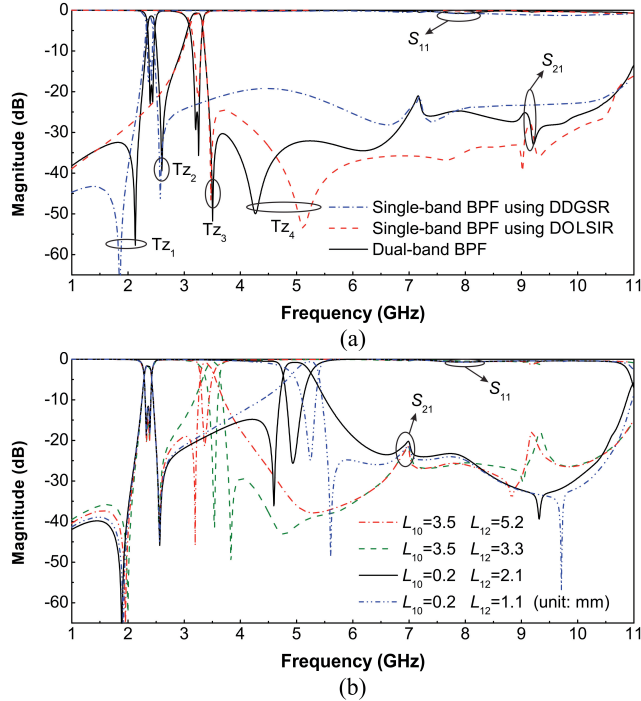 0
-10
-20
-30
-40
-50
-60
Magnitude (dB)
S11
S21
Tz1
Tz2
Tz3
Tz4
Single-band BPF using DDGSR
Single-band BPF using DOLSIR
Dual-band BPF
1 2 3 4 5 6 7 8 9 10 11
Frequency (GHz)
(a)
0
-10
-20
-30
-40
-50
-60
Magnitude (dB)
S11
S21
L10=3.5 L12=5.2
L10=3.5 L12=3.3
L10=0.2 L12=2.1
L10=0.2 L12=1.1 (unit: mm)
1 2 3 4 5 6 7 8 9 10 11
Frequency (GHz)
(b)